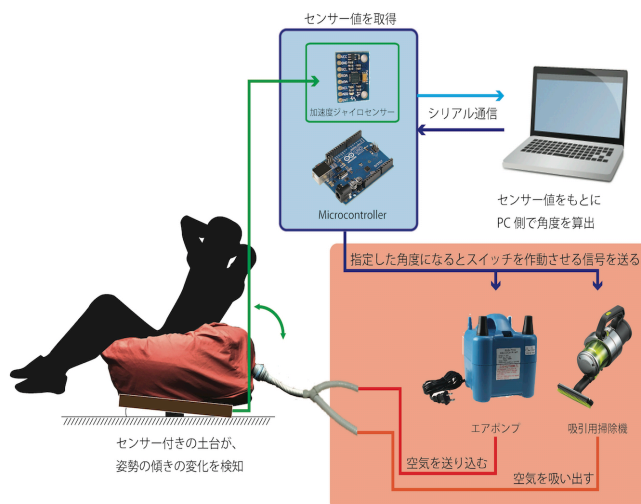 センサー値を取得
加速度ジャイロセンサー
Microcontroller
シリアル通信
センサー値をもとに
PC 側で角度を算出
指定した角度になるとスイッチを作動させる信号を送る
エアポンプ
吸引用掃除機
空気を送り込む
空気を吸い出す
センサー付きの土台が、
姿勢の傾きの変化を検知